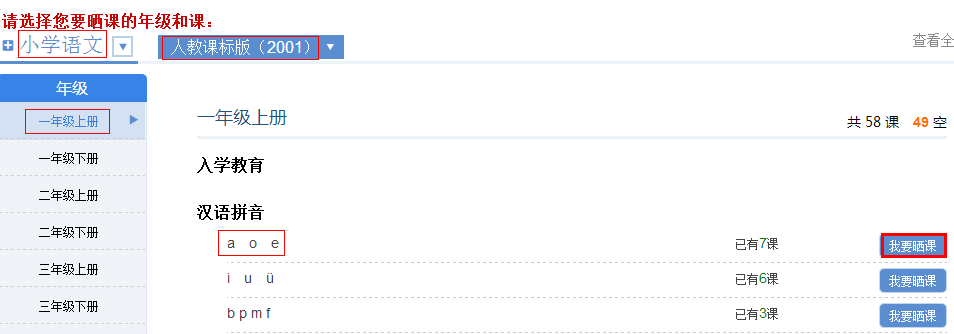 请选择您要晒课的年级和课：
小学语文 人教课标版（2001） 查看全
年级
一年级上册
一年级下册
二年级上册
二年级下册
三年级上册
三年级下册
一年级上册 共 58 课 49 空
入学教育
汉语拼音
a o e 已有7课 我要晒课
i u ü 已有6课 我要晒课
b p m f 已有3课 我要晒课